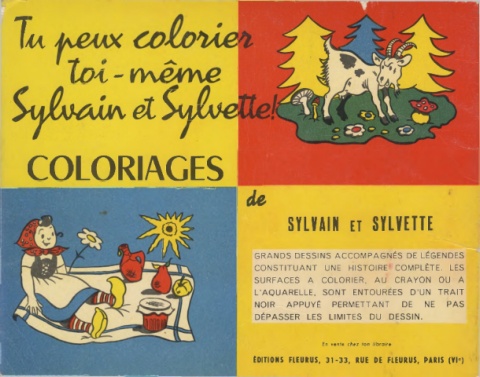 Tu peux colorier
toi-même
Sylvain et Sylvette!
COLORIAGES
de
SYLVAIN ET SYLVETTE
GRANDS DESSINS ACCOMPAGNÉS DE LÉGENDES
CONSTITUANT UNE HISTOIRE COMPLÈTE. LES
SURFACES A COLORIER, AU CRAYON OU A
L'AQUARELLE, SONT ENTOURÉES D'UN TRAIT
NOIR APPUYÉ PERMETTANT DE NE PAS
DÉPASSER LES LIMITES DU DESSIN.
En vente chez ton libraire
ÉDITIONS FLEURUS, 31-33, RUE DE FLEURUS, PARIS (VIe)